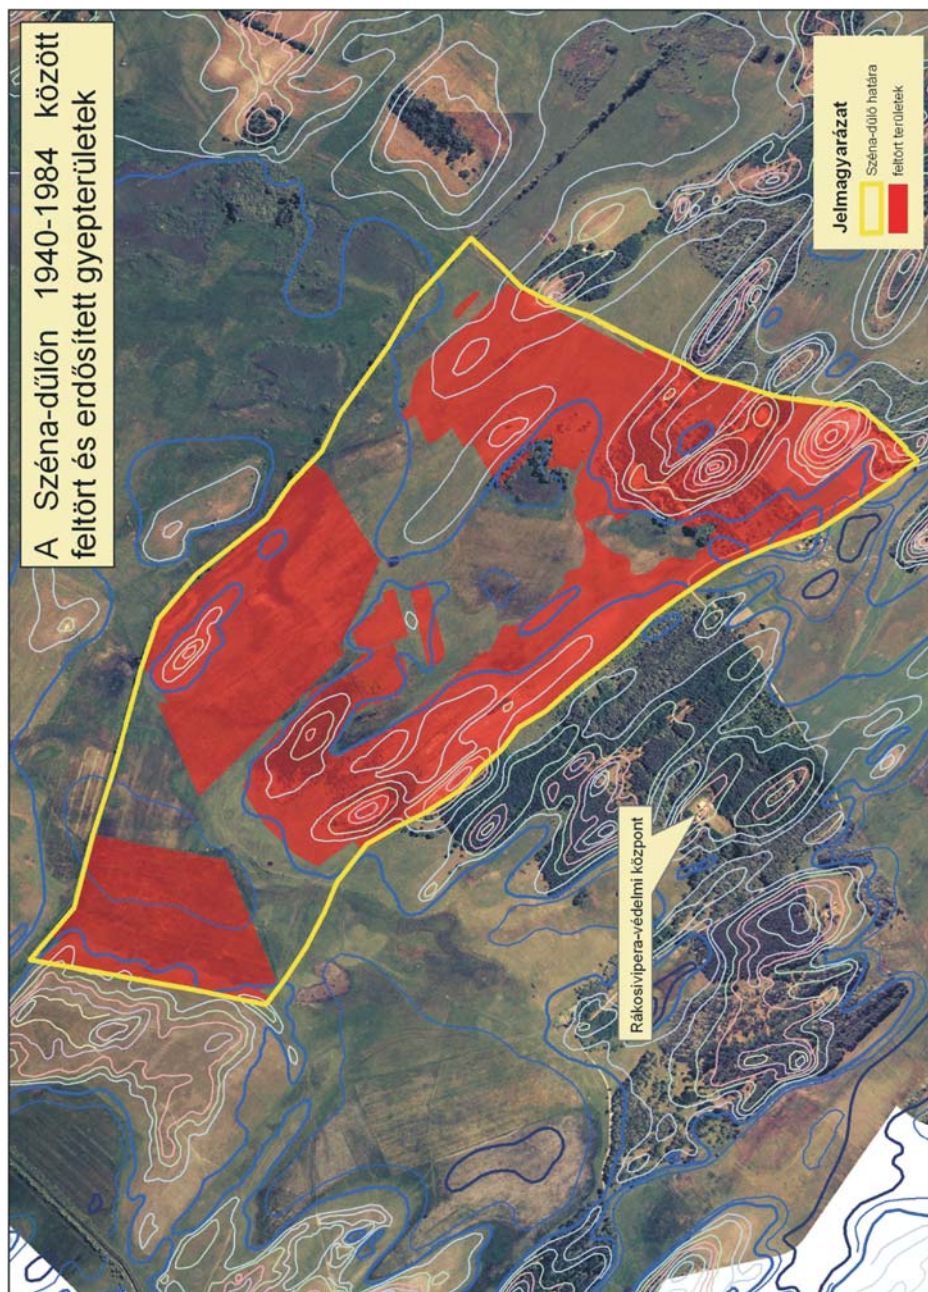 A Széna-dűlőn 1940-1984 között
feltört és erdősített gyepterületek
Rákosivipera-védelmi központ
Jelmagyarázat
Széna-dűlő határa
feltört területek